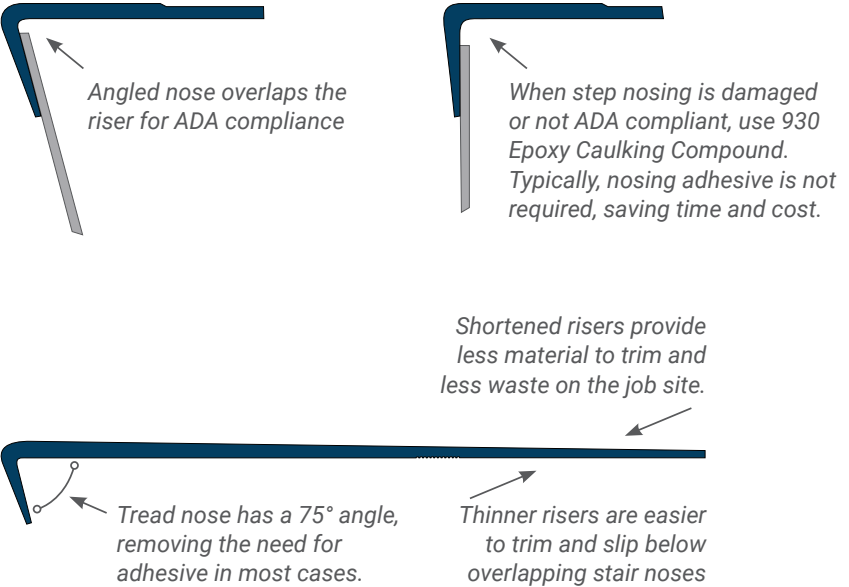 Angled nose overlaps the
riser for ADA compliance
When step nosing is damaged
or not ADA compliant, use 930
Epoxy Caulking Compound.
Typically, nosing adhesive is not
required, saving time and cost.
Shortened risers provide
less material to trim and
less waste on the job site.
Tread nose has a 75° angle,
removing the need for
adhesive in most cases.
Thinner risers are easier
to trim and slip below
overlapping stair noses